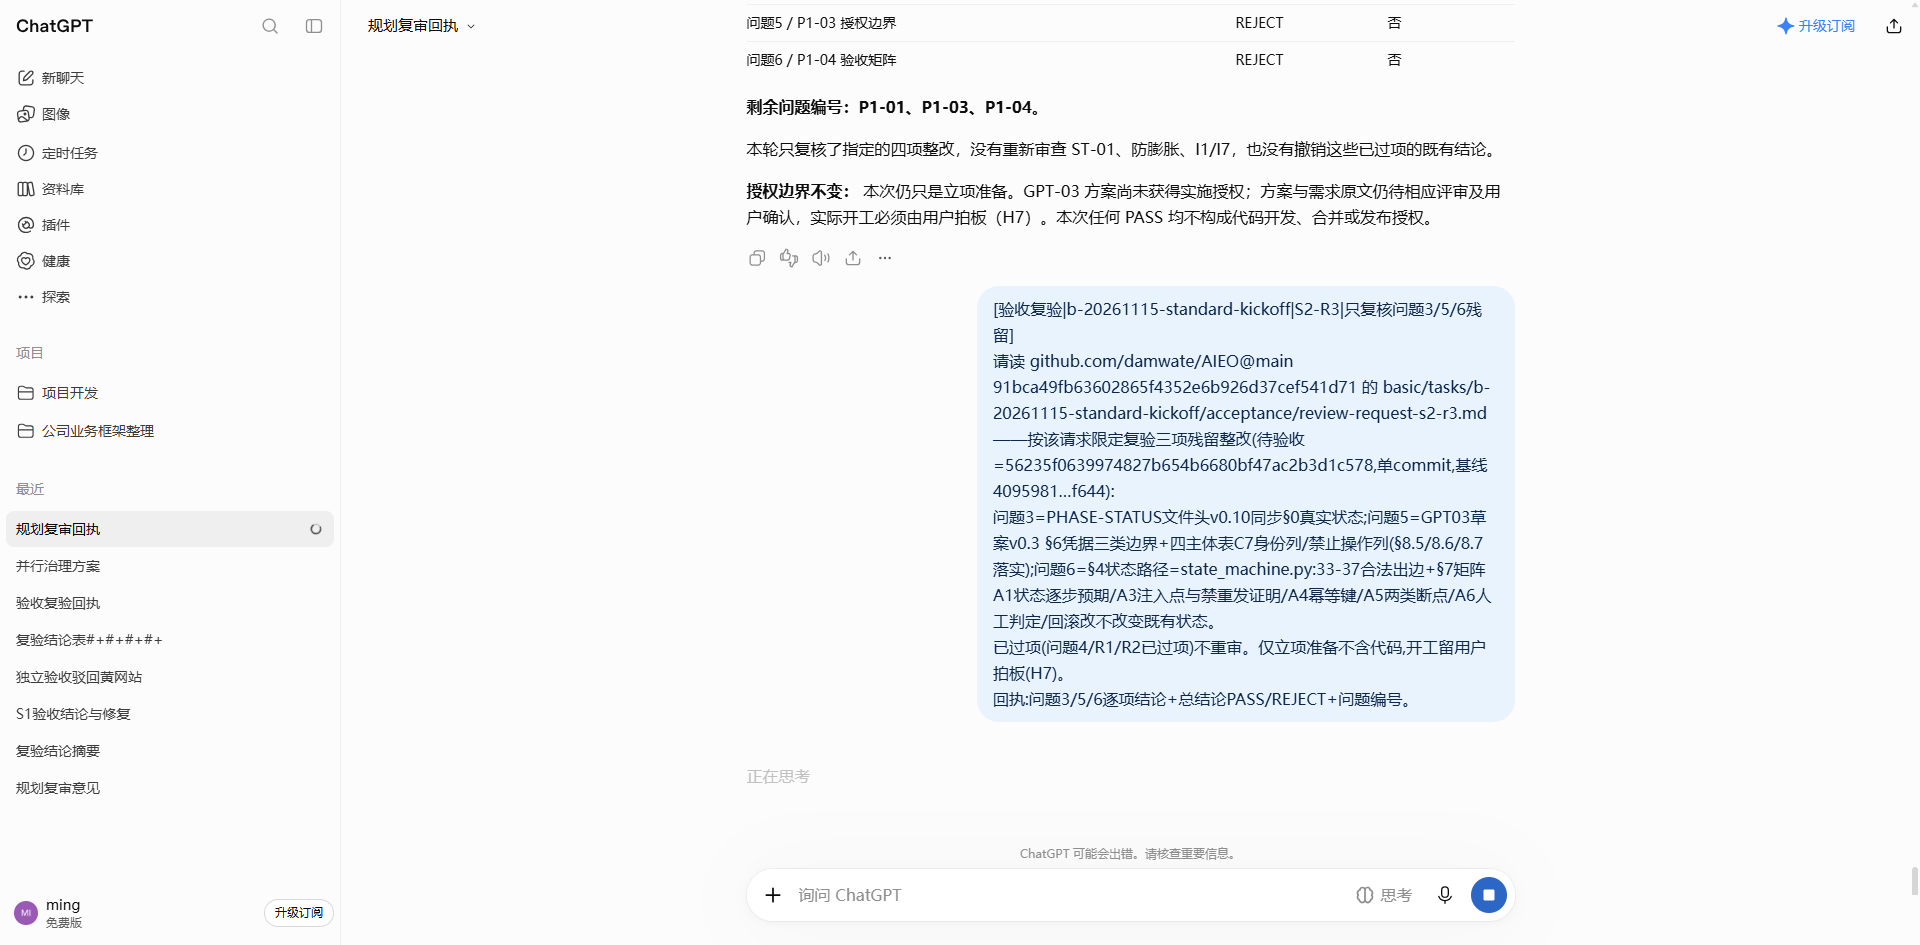 ChatGPT
新聊天
图像
定时任务
资料库
插件
健康
探索
项目
项目开发
公司业务框架整理
最近
规划复审回执
并行治理方案
验收复验回执
复验结论表#+#+#+#+
独立验收驳回黄网站
S1验收结论与修复
复验结论摘要
规划复审意见
MI
ming
免费版
升级订阅
规划复审回执
升级订阅
问题5 / P1-03 授权边界 REJECT 否
问题6 / P1-04 验收矩阵 REJECT 否
剩余问题编号：P1-01、P1-03、P1-04。
本轮只复核了指定的四项整改，没有重新审查 ST-01、防膨胀、I1/I7，也没有撤销这些已过项的既有结论。
授权边界不变： 本次仍只是立项准备。GPT-03 方案尚未获得实施授权；方案与需求原文仍待相应评审及用
户确认，实际开工必须由用户拍板（H7）。本次任何 PASS 均不构成代码开发、合并或发布授权。
[验收复验|b-20261115-standard-kickoff|S2-R3|只复核问题3/5/6残
留]
请读 github.com/damwate/AIEO@main
91bca49fb63602865f4352e6b926d37cef541d71 的 basic/tasks/b-
20261115-standard-kickoff/acceptance/review-request-s2-r3.md
——按该请求限定复验三项残留整改(待验收
=56235f0639974827b654b6680bf47ac2b3d1c578,单commit,基线
4095981...f644):
问题3=PHASE-STATUS文件头v0.10同步§0真实状态;问题5=GPT03草
案v0.3 §6凭据三类边界+四主体表C7身份列/禁止操作列(§8.5/8.6/8.7
落实);问题6=§4状态路径=state_machine.py:33-37合法出边+§7矩阵
A1状态逐步预期/A3注入点与禁重发证明/A4幂等键/A5两类断点/A6人
工判定/回滚改不改变既有状态。
已过项(问题4/R1/R2已过项)不重审。仅立项准备不含代码,开工留用户
拍板(H7)。
回执:问题3/5/6逐项结论+总结论PASS/REJECT+问题编号。
正在思考
ChatGPT 可能会出错。请核查重要信息。
询问 ChatGPT
思考